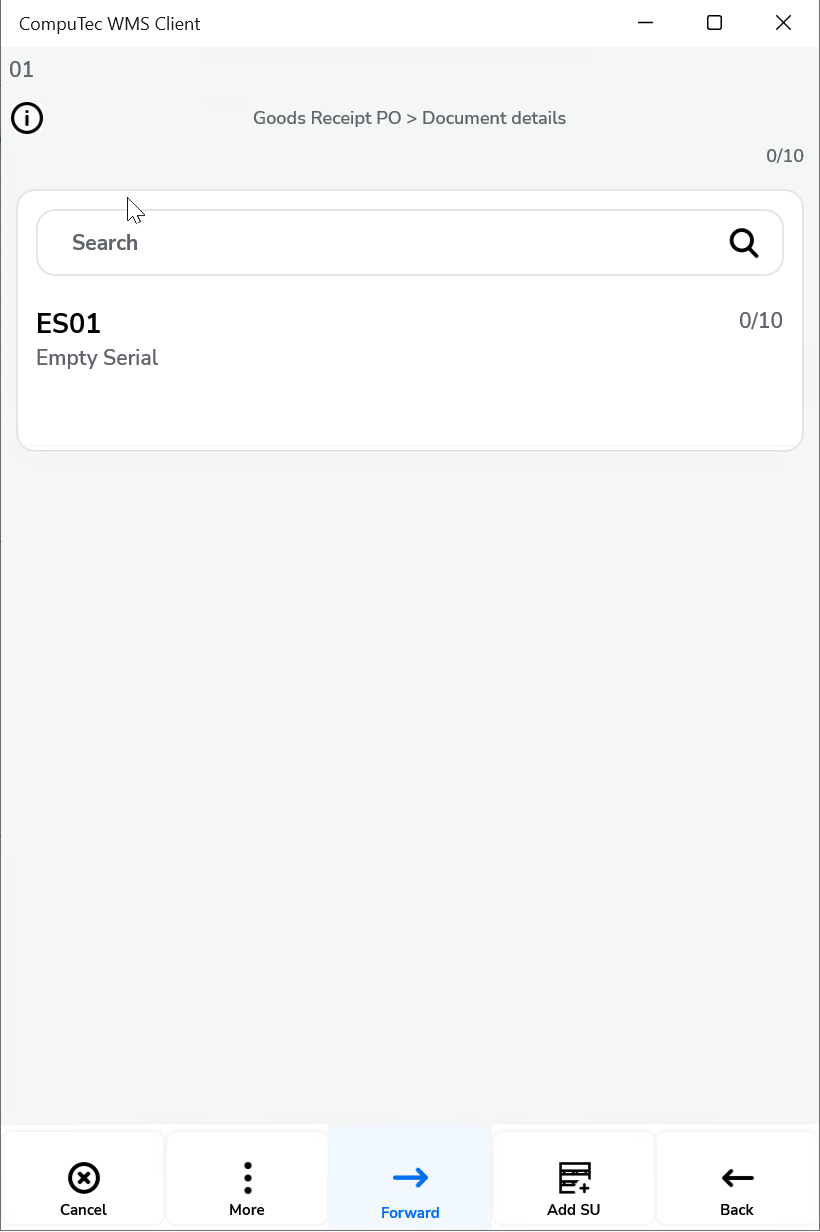 CompuTec WMS Client
01
Goods Receipt PO > Document details
0/10
Search
ES01 0/10
Empty Serial
Cancel More Forward Add SU Back